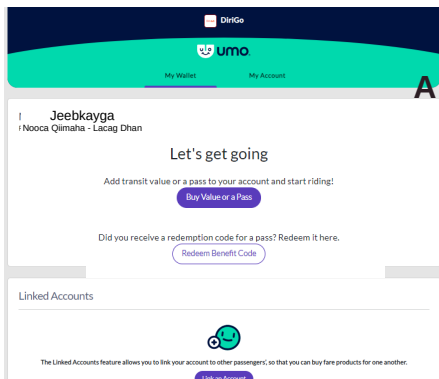 DiriGo
umo
My Wallet My Account
A
Jeebkayga
Nooca Qiimaha - Lacag Dhan
Let's get going
Add transit value or a pass to your account and start riding!
Buy Value or a Pass
Did you receive a redemption code for a pass? Redeem it here.
Redeem Benefit Code
Linked Accounts
The Linked Accounts feature allows you to link your account to other passengers', so that you can buy fare products for one another.
Link an Account